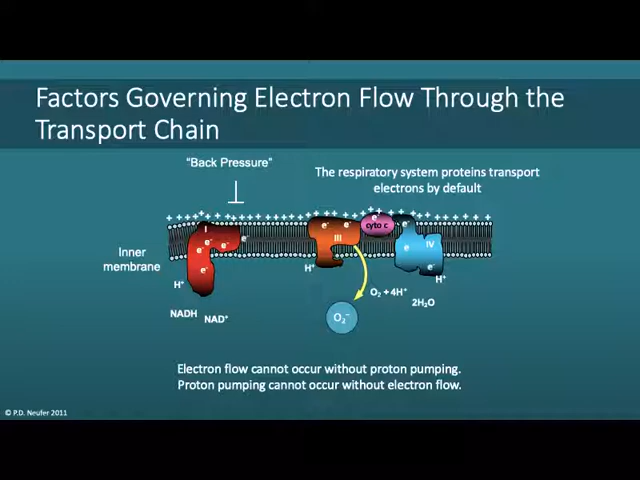 Factors Governing Electron Flow Through the
Transport Chain
“Back Pressure”
The respiratory system proteins transport
electrons by default
+ + + + + + + + + + + + + + + + + + + + + + + + + + + + + +
I
e⁻ e⁻ e⁻ e⁻ e⁻
III
e⁻ e⁻
e⁻
cyto c
e⁻
IV
e
e⁻
Inner
membrane
H⁺
H⁺
H⁺
NADH
NAD⁺
O₂ + 4H⁺
2H₂O
O₂⁻
Electron flow cannot occur without proton pumping.
Proton pumping cannot occur without electron flow.
© P.D. Neufer 2011